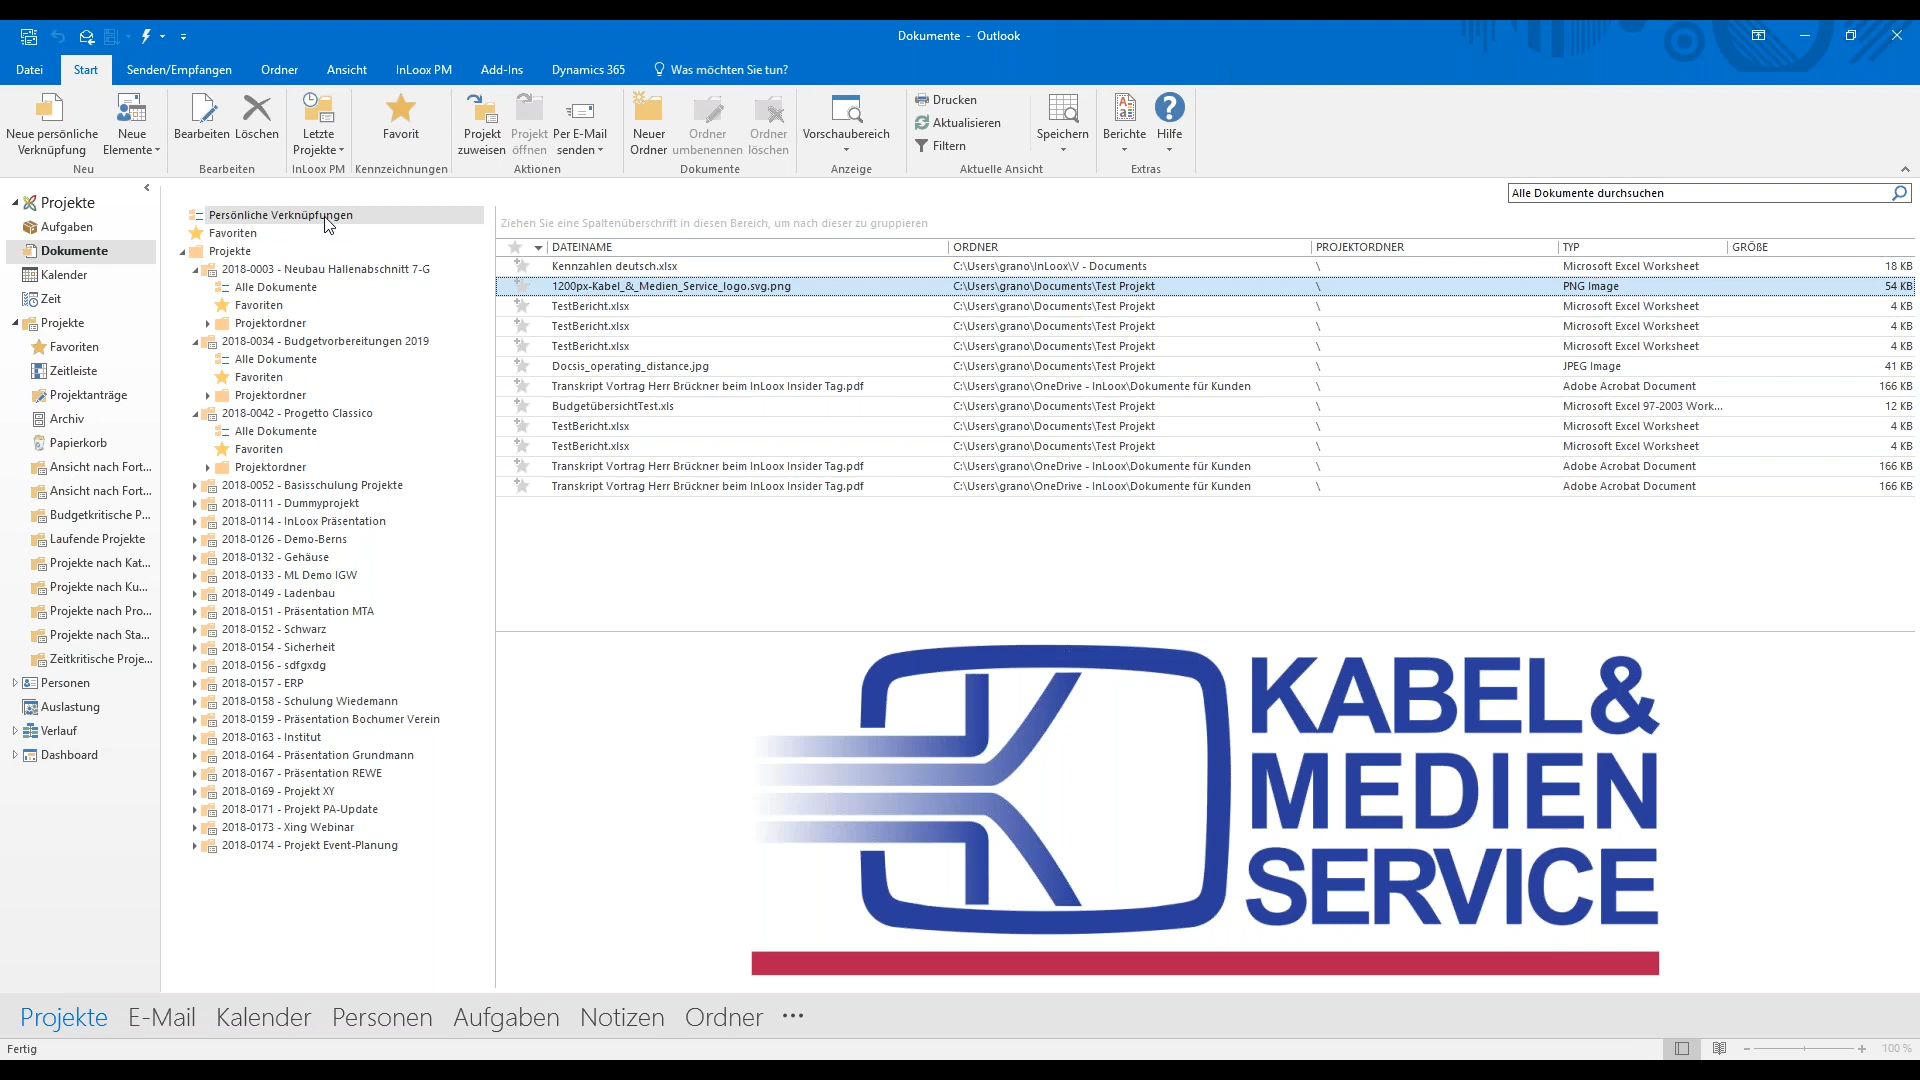 Dokumente - Outlook
Datei Start Senden/Empfangen Ordner Ansicht InLoox PM Add-Ins Dynamics 365 Was möchten Sie tun?
Neue persönliche Verknüpfung
Neue Elemente
Neu
Bearbeiten
Löschen
Bearbeiten
Letzte Projekte
InLoox PM
Favorit
Kennzeichnungen
Projekt zuweisen
Projekt öffnen
Per E-Mail senden
Aktionen
Neuer Ordner
Ordner umbenennen
Ordner löschen
Dokumente
Vorschaubereich
Anzeige
Drucken
Aktualisieren
Filtern
Speichern
Aktuelle Ansicht
Berichte
Hilfe
Extras
Alle Dokumente durchsuchen
Projekte
Aufgaben
Dokumente
Kalender
Zeit
Projekte
Favoriten
Zeitleiste
Projektanträge
Archiv
Papierkorb
Ansicht nach Fort...
Ansicht nach Fort...
Budgetkritische P...
Laufende Projekte
Projekte nach Kat...
Projekte nach Ku...
Projekte nach Pro...
Projekte nach Sta...
Zeitkritische Proje...
Personen
Auslastung
Verlauf
Dashboard
Persönliche Verknüpfungen
Favoriten
Projekte
2018-0003 - Neubau Hallenabschnitt 7-G
Alle Dokumente
Favoriten
Projektordner
2018-0034 - Budgetvorbereitungen 2019
Alle Dokumente
Favoriten
Projektordner
2018-0042 - Progetto Classico
Alle Dokumente
Favoriten
Projektordner
2018-0052 - Basisschulung Projekte
2018-0111 - Dummyprojekt
2018-0114 - InLoox Präsentation
2018-0126 - Demo-Berns
2018-0132 - Gehäuse
2018-0133 - ML Demo IGW
2018-0149 - Ladenbau
2018-0151 - Präsentation MTA
2018-0152 - Schwarz
2018-0154 - Sicherheit
2018-0156 - sdfgxdg
2018-0157 - ERP
2018-0158 - Schulung Wiedemann
2018-0159 - Präsentation Bochumer Verein
2018-0163 - Institut
2018-0164 - Präsentation Grundmann
2018-0167 - Präsentation REWE
2018-0169 - Projekt XY
2018-0171 - Projekt PA-Update
2018-0173 - Xing Webinar
2018-0174 - Projekt Event-Planung
Ziehen Sie eine Spaltenüberschrift in diesen Bereich, um nach dieser zu gruppieren
DATEINAME ORDNER PROJEKTORDNER TYP GRÖßE
Kennzahlen deutsch.xlsx C:\Users\grano\InLoox\V - Documents \ Microsoft Excel Worksheet 18 KB
1200px-Kabel_&_Medien_Service_logo.svg.png C:\Users\grano\Documents\Test Projekt \ PNG Image 54 KB
TestBericht.xlsx C:\Users\grano\Documents\Test Projekt \ Microsoft Excel Worksheet 4 KB
TestBericht.xlsx C:\Users\grano\Documents\Test Projekt \ Microsoft Excel Worksheet 4 KB
TestBericht.xlsx C:\Users\grano\Documents\Test Projekt \ Microsoft Excel Worksheet 4 KB
Docsis_operating_distance.jpg C:\Users\grano\Documents\Test Projekt \ JPEG Image 41 KB
Transkript Vortrag Herr Brückner beim InLoox Insider Tag.pdf C:\Users\grano\OneDrive - InLoox\Dokumente für Kunden \ Adobe Acrobat Document 166 KB
BudgetübersichtTest.xls C:\Users\grano\Documents\Test Projekt \ Microsoft Excel 97-2003 Work... 12 KB
TestBericht.xlsx C:\Users\grano\Documents\Test Projekt \ Microsoft Excel Worksheet 4 KB
TestBericht.xlsx C:\Users\grano\Documents\Test Projekt \ Microsoft Excel Worksheet 4 KB
Transkript Vortrag Herr Brückner beim InLoox Insider Tag.pdf C:\Users\grano\OneDrive - InLoox\Dokumente für Kunden \ Adobe Acrobat Document 166 KB
Transkript Vortrag Herr Brückner beim InLoox Insider Tag.pdf C:\Users\grano\OneDrive - InLoox\Dokumente für Kunden \ Adobe Acrobat Document 166 KB
KABEL&
MEDIEN
SERVICE
Projekte E-Mail Kalender Personen Aufgaben Notizen Ordner ...
Fertig
100 %